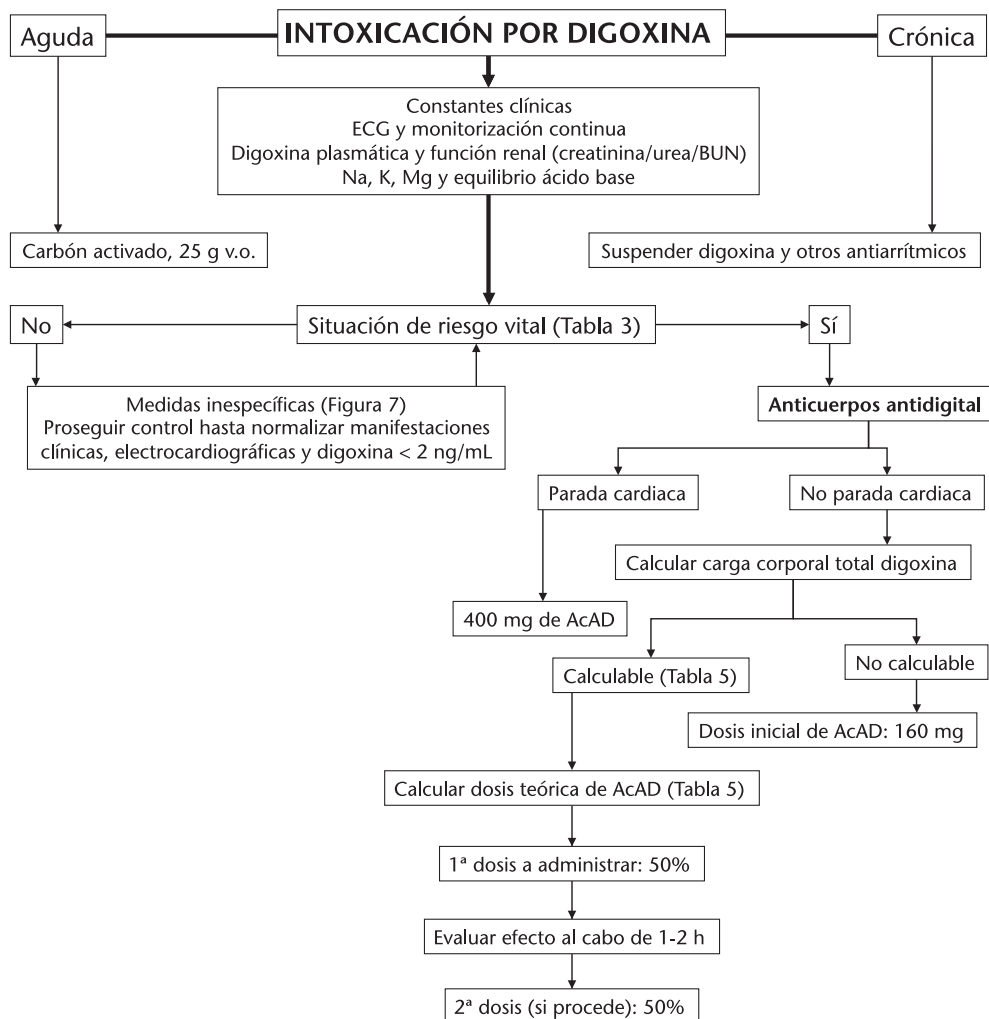 Aguda
INTOXICACIÓN POR DIGOXINA
Crónica
Constantes clínicas
ECG y monitorización continua
Digoxina plasmática y función renal (creatinina/urea/BUN)
Na, K, Mg y equilibrio ácido base
Carbón activado, 25 g v.o.
Suspender digoxina y otros antiarrítmicos
No
Situación de riesgo vital (Tabla 3)
Sí
Medidas inespecíficas (Figura 7)
Proseguir control hasta normalizar manifestaciones
clínicas, electrocardiográficas y digoxina < 2 ng/mL
Anticuerpos antidigital
Parada cardiaca
No parada cardiaca
Calcular carga corporal total digoxina
400 mg de AcAD
Calculable (Tabla 5)
No calculable
Dosis inicial de AcAD: 160 mg
Calcular dosis teórica de AcAD (Tabla 5)
1ª dosis a administrar: 50%
Evaluar efecto al cabo de 1-2 h
2ª dosis (si procede): 50%